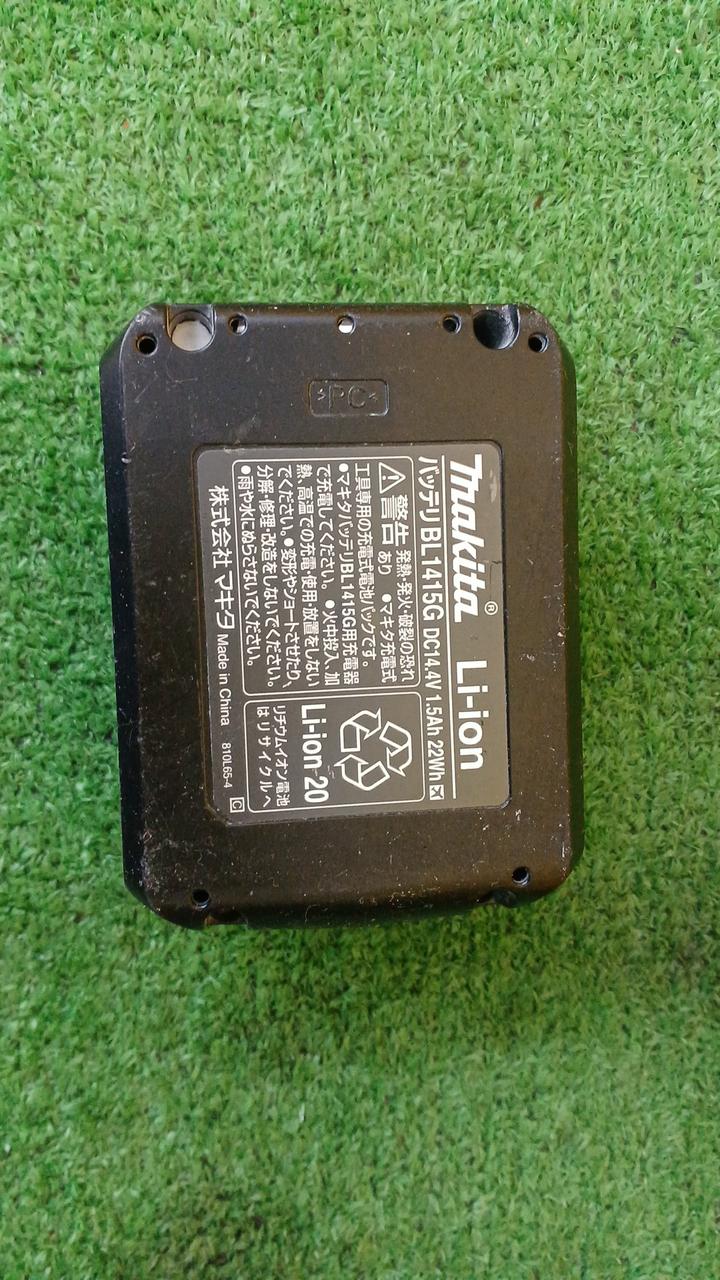 >PC<
makita® Li-ion
バッテリ BL1415G DC14.4V 1.5Ah 22Wh
警告 発熱・発火・破裂の恐れあり ●マキタ充電式
工具専用の充電式電池パックです。
●マキタバッテリBL1415G用充電器
で充電してください。 ●火中投入、加
熱、高温での充電・使用・放置をしない
でください。●変形やショートさせたり、
分解・修理・改造をしないでください。
●雨や水にぬらさないでください。
Li-ion 20
リチウムイオン電池
はリサイクルへ
株式会社 マキタ Made in China 810L65-4 C